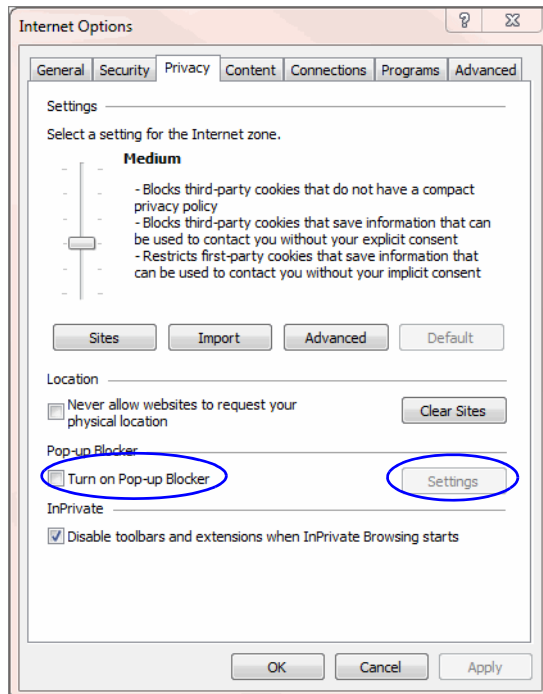 Internet Options
General Security Privacy Content Connections Programs Advanced
Settings
Select a setting for the Internet zone.
Medium
- Blocks third-party cookies that do not have a compact
privacy policy
- Blocks third-party cookies that save information that can
be used to contact you without your explicit consent
- Restricts first-party cookies that save information that
can be used to contact you without your implicit consent
Sites Import Advanced Default
Location
Never allow websites to request your
physical location
Clear Sites
Pop-up Blocker
Turn on Pop-up Blocker Settings
InPrivate
Disable toolbars and extensions when InPrivate Browsing starts
OK Cancel Apply